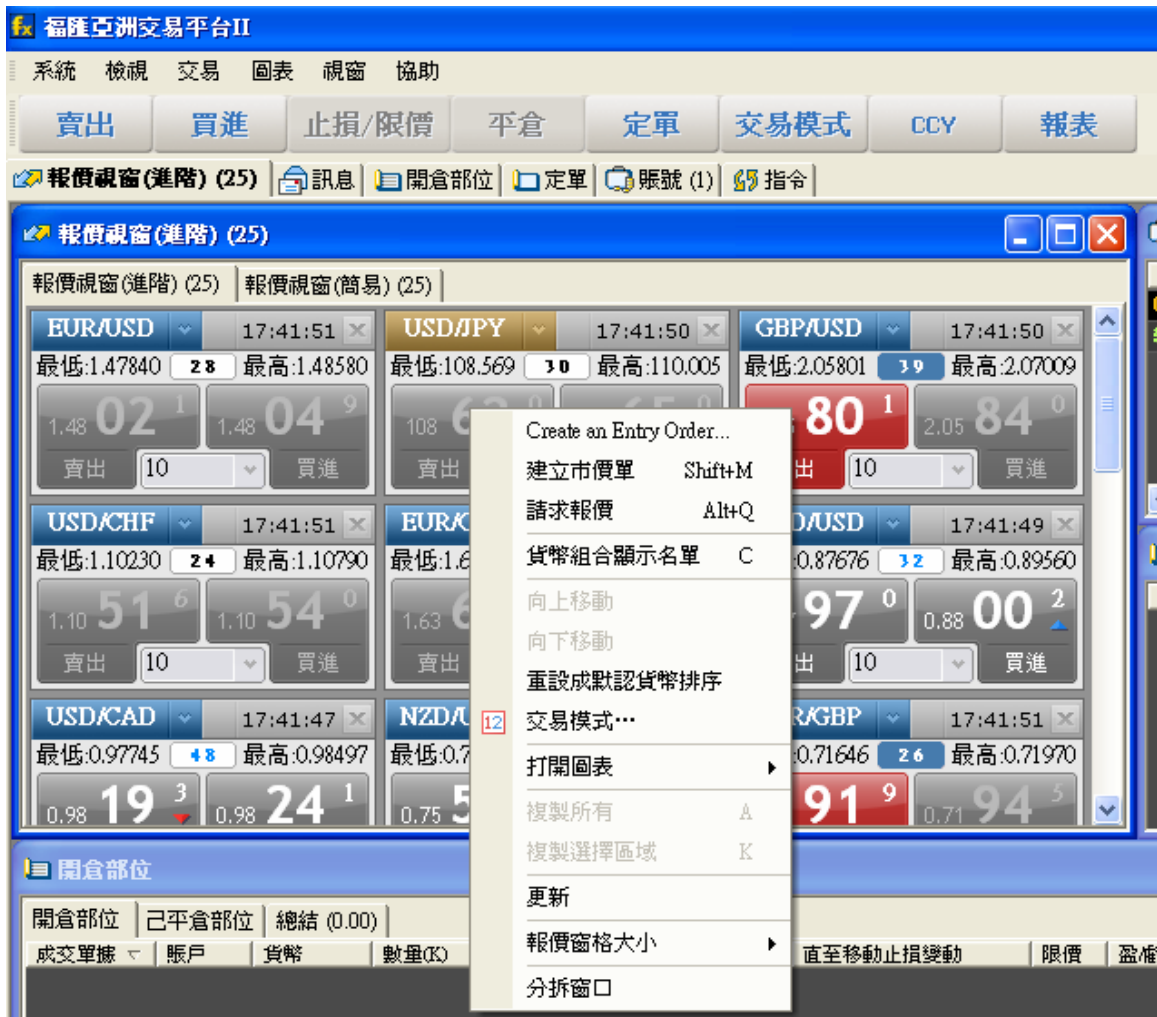 福匯亞洲交易平台II
系統 檢視 交易 圖表 視窗 協助
賣出 買進 止損/限價 平倉 定單 交易模式 CCY 報表
報價視窗(進階) (25) 訊息 開倉部位 定單 賬號 (1) 指令
報價視窗(進階) (25)
報價視窗(進階) (25) 報價視窗(簡易) (25)
EUR/USD 17:41:51 USD/JPY 17:41:50 GBP/USD 17:41:50
最低:1.47840 28 最高:1.48580 最低:108.569 30 最高:110.005 最低:2.05801 39 最高:2.07009
1.48 02 1 1.48 04 9 108 80 1 2.05 84 0
賣出 10 買進 賣出 出 10 買進
USD/CHF 17:41:51 /USD 17:41:49
最低:1.10230 24 最高:1.10790 最低:1.6 :0.87676 32 最高:0.89560
1.10 51 6 1.10 54 0 1.63 97 0 0.88 00 2
賣出 10 買進 賣出 出 10 買進
USD/CAD 17:41:47 NZD/ /GBP 17:41:51
最低:0.97745 48 最高:0.98497 最低:0.7 :0.71646 26 最高:0.71970
0.98 19 3 0.98 24 1 0.75 91 9 0.71 94 5
Create an Entry Order...
建立市價單 Shift+M
請求報價 Alt+Q
貨幣組合顯示名單 C
向上移動
向下移動
重設成默認貨幣排序
12 交易模式…
打開圖表
複製所有 A
複製選擇區域 K
更新
報價窗格大小
分拆窗口
開倉部位
開倉部位 已平倉部位 總結 (0.00)
成交單據 賬戶 貨幣 數量(K) 直至移動止損變動 限價 盈/虧